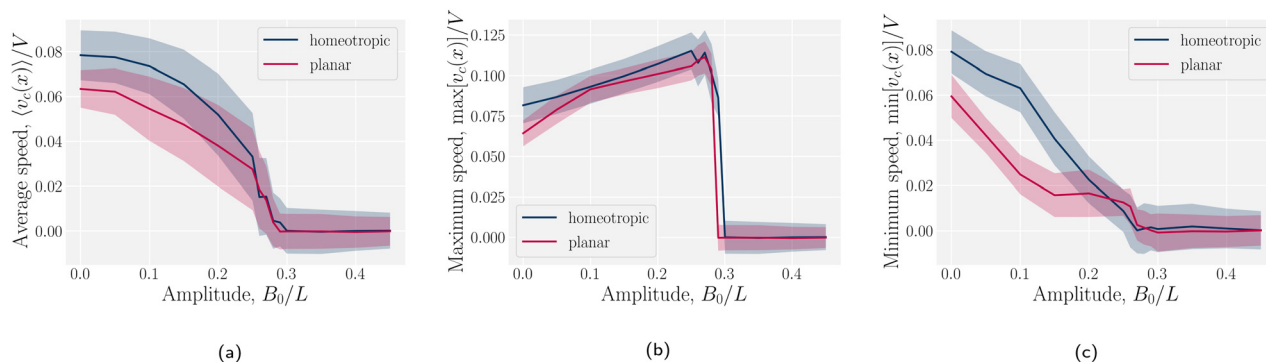 Average speed, ⟨v_c(x)⟩/V
0.08
0.06
0.04
0.02
0.00
homeotropic
planar
0.0 0.1 0.2 0.3 0.4
Amplitude, B_0/L
(a)
Maximum speed, max[v_c(x)]/V
0.125
0.100
0.075
0.050
0.025
0.000
homeotropic
planar
0.0 0.2 0.4
Amplitude, B_0/L
(b)
Minimum speed, min[v_c(x)]/V
0.08
0.06
0.04
0.02
0.00
homeotropic
planar
0.0 0.1 0.2 0.3 0.4
Amplitude, B_0/L
(c)